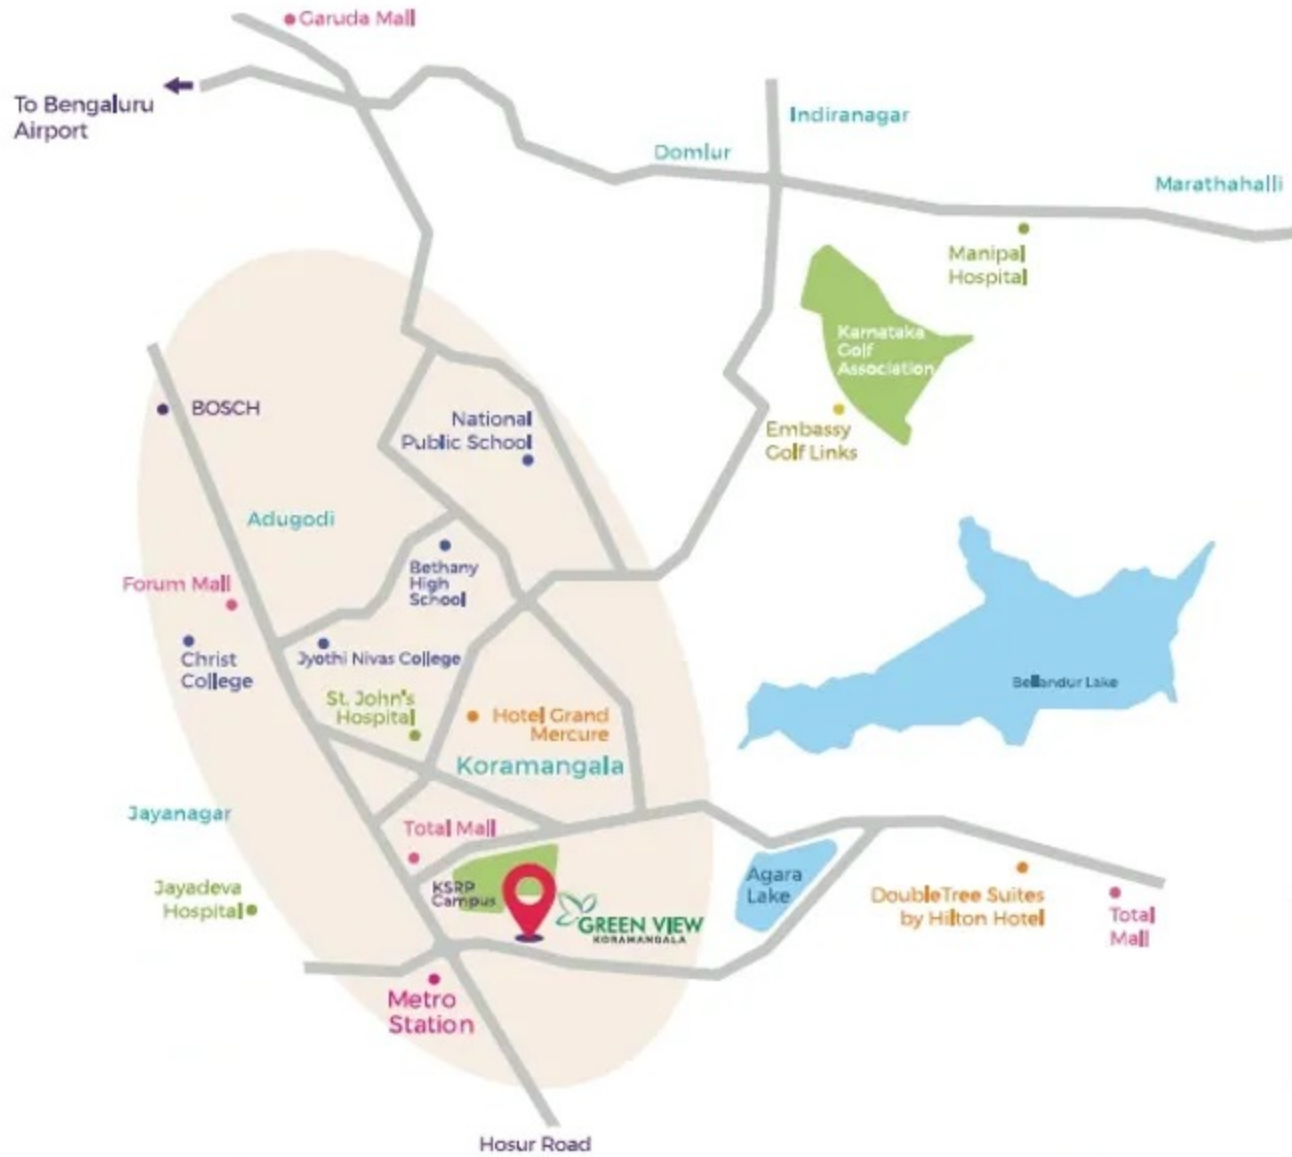 Garuda Mall
To Bengaluru
Airport
Indiranagar
Domlur
Marathahalli
Manipal
Hospital
Karnataka
Golf
Association
BOSCH
National
Public School
Embassy
Golf Links
Adugodi
Bethany
High
School
Forum Mall
Christ
College
Jyothi Nivas College
St. John's
Hospital
Hotel Grand
Mercure
Koramangala
Bellandur Lake
Jayanagar
Total Mall
Jayadeva
Hospital
KSRP
Campus
GREEN VIEW
KORAMANGALA
Agara
Lake
DoubleTree Suites
by Hilton Hotel
Total
Mall
Metro
Station
Hosur Road